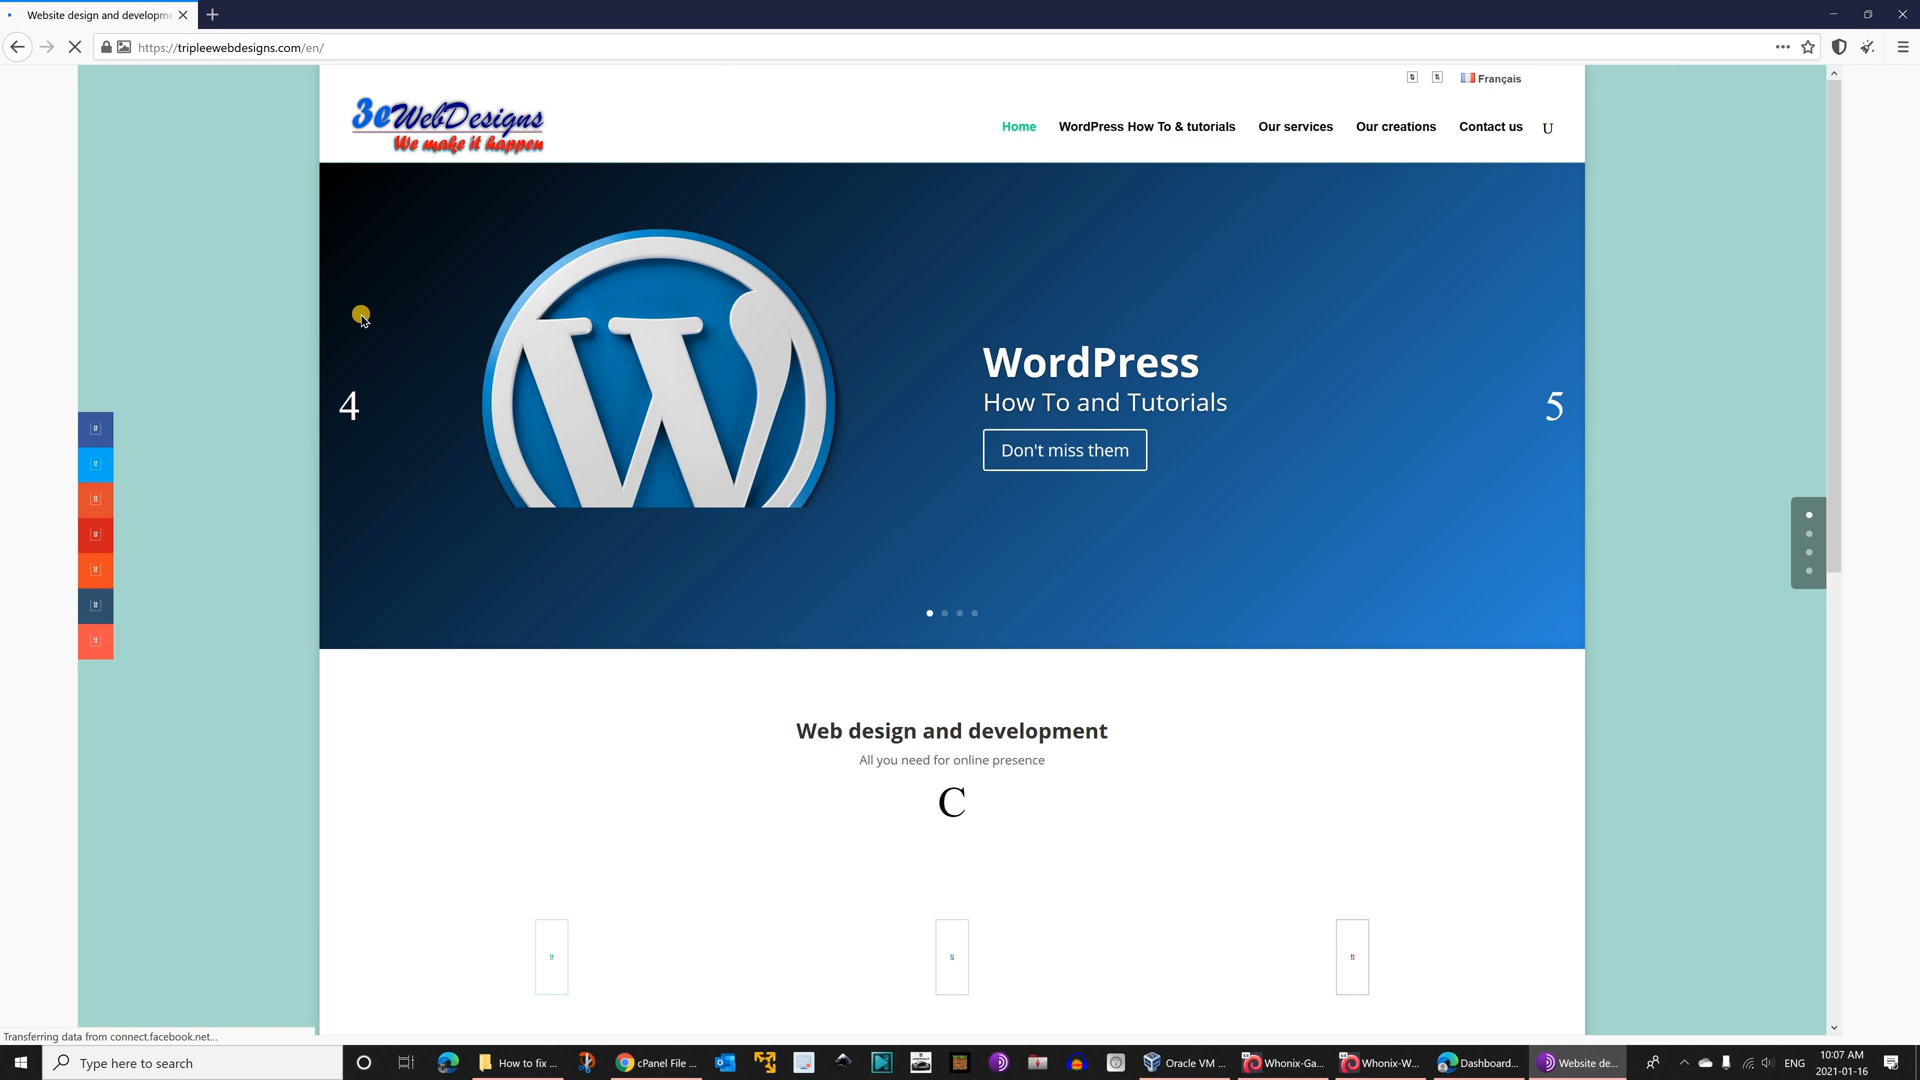 Website design and developme
https://tripleewebdesigns.com/en/
Français
3eWebDesigns
We make it happen
Home
WordPress How To & tutorials
Our services
Our creations
Contact us
U
WordPress
How To and Tutorials
Don't miss them
4
5
Web design and development
All you need for online presence
C
Transferring data from connect.facebook.net...
Type here to search
How to fix ...
cPanel File ...
Oracle VM ...
Whonix-Ga...
Whonix-W...
Dashboard...
Website de...
ENG
10:07 AM
2021-01-16